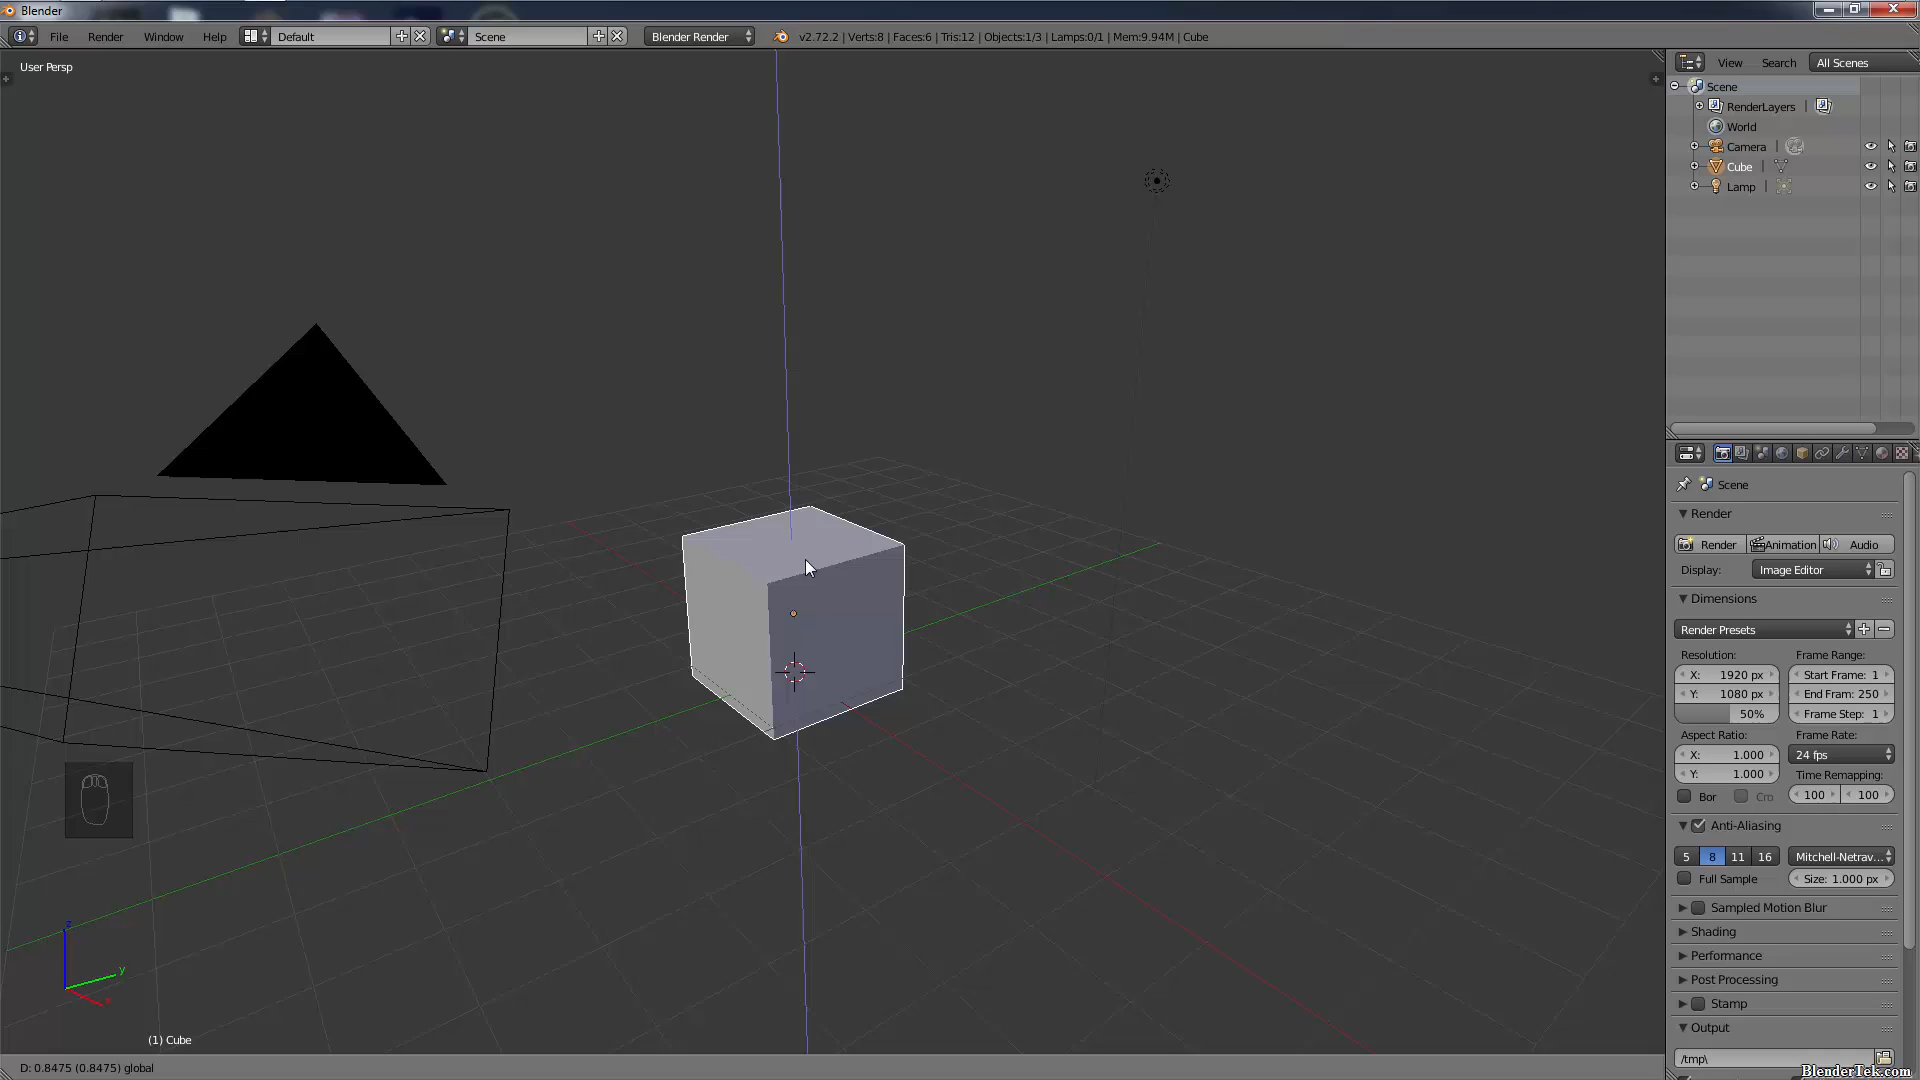 Blender
File Render Window Help Default Scene Blender Render v2.72.2 | Verts:8 | Faces:6 | Tris:12 | Objects:1/3 | Lamps:0/1 | Mem:9.94M | Cube
User Persp
View Search All Scenes
Scene
RenderLayers |
World
Camera |
Cube |
Lamp |
Scene
Render
Render Animation Audio
Display: Image Editor
Dimensions
Render Presets
Resolution: Frame Range:
X: 1920 px Start Frame: 1
Y: 1080 px End Fram: 250
50% Frame Step: 1
Aspect Ratio: Frame Rate:
X: 1.000 24 fps
Y: 1.000 Time Remapping:
Bor Cro 100 100
Anti-Aliasing
5 8 11 16 Mitchell-Netrav...
Full Sample Size: 1.000 px
Sampled Motion Blur
Shading
Performance
Post Processing
Stamp
Output
/tmp\
z
y
x
(1) Cube
D: 0.8475 (0.8475) global
BlenderTek.com